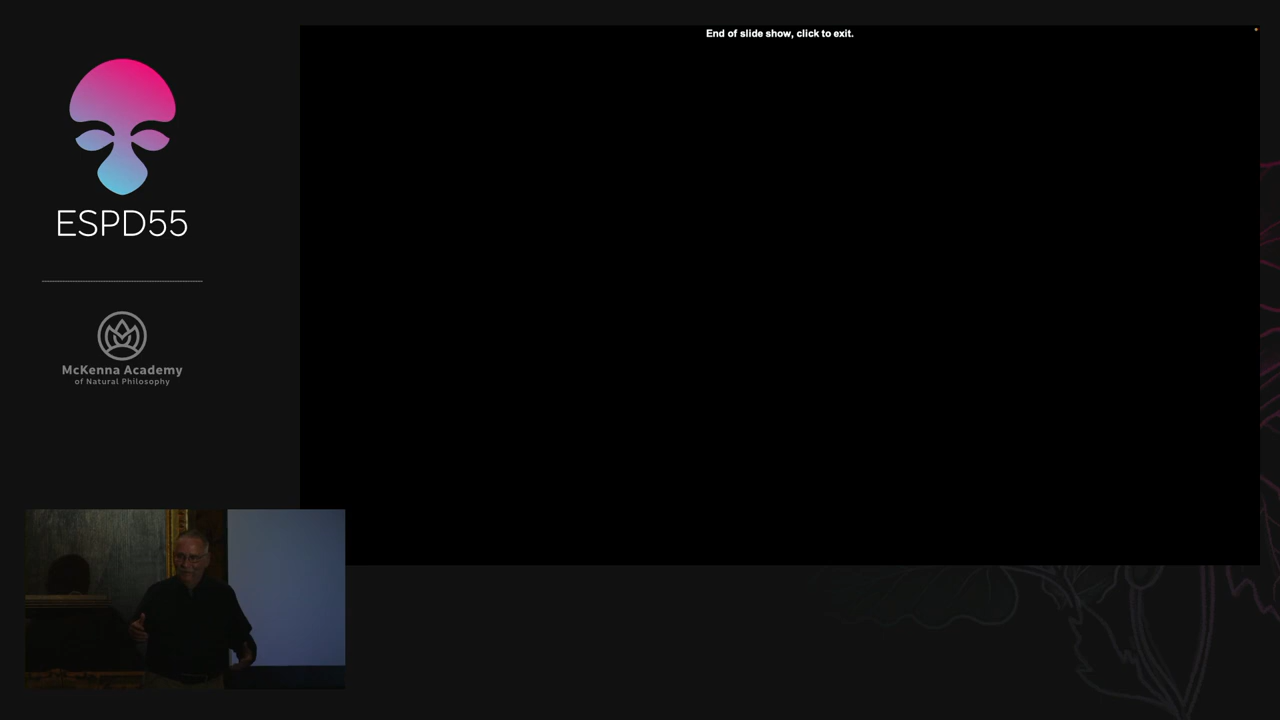 End of slide show, click to exit.
ESPD55
McKenna Academy
of Natural Philosophy